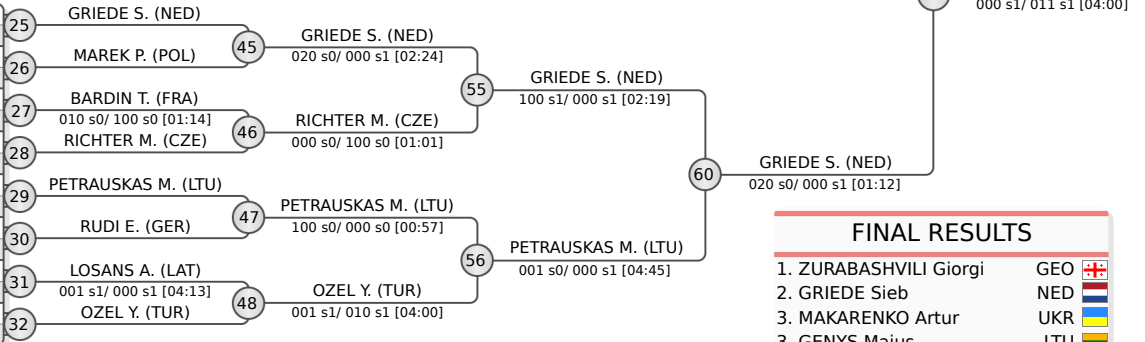 000 s1/ 011 s1 [04:00]
25
GRIEDE S. (NED)
26
MAREK P. (POL)
45
GRIEDE S. (NED)
020 s0/ 000 s1 [02:24]
27
BARDIN T. (FRA)
010 s0/ 100 s0 [01:14]
28
RICHTER M. (CZE)
46
RICHTER M. (CZE)
000 s0/ 100 s0 [01:01]
55
GRIEDE S. (NED)
100 s1/ 000 s1 [02:19]
29
PETRAUSKAS M. (LTU)
30
RUDI E. (GER)
47
PETRAUSKAS M. (LTU)
100 s0/ 000 s0 [00:57]
31
LOSANS A. (LAT)
001 s1/ 000 s1 [04:13]
32
OZEL Y. (TUR)
48
OZEL Y. (TUR)
001 s1/ 010 s1 [04:00]
56
PETRAUSKAS M. (LTU)
001 s0/ 000 s1 [04:45]
60
GRIEDE S. (NED)
020 s0/ 000 s1 [01:12]
FINAL RESULTS
1. ZURABASHVILI Giorgi GEO
2. GRIEDE Sieb NED
3. MAKARENKO Artur UKR
3. GENYS Majus LTU